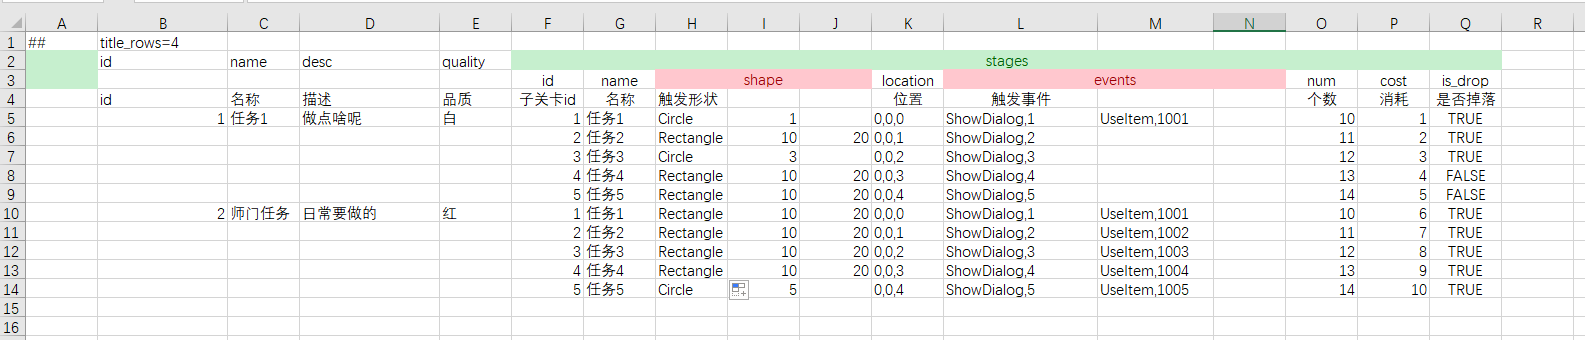 A B C D E F G H I J K L M N O P Q R
1 ## title_rows=4
2 id name desc quality stages
3 id name shape location events num cost is_drop
4 id 名称 描述 品质 子关卡id 名称 触发形状 位置 触发事件 个数 消耗 是否掉落
5 1 任务1 做点啥呢 白 1 任务1 Circle 1 0,0,0 ShowDialog,1 UseItem,1001 10 1 TRUE
6 2 任务2 Rectangle 10 20 0,0,1 ShowDialog,2 11 2 TRUE
7 3 任务3 Circle 3 0,0,2 ShowDialog,3 12 3 TRUE
8 4 任务4 Rectangle 10 20 0,0,3 ShowDialog,4 13 4 FALSE
9 5 任务5 Rectangle 10 20 0,0,4 ShowDialog,5 14 5 FALSE
10 2 师门任务 日常要做的 红 1 任务1 Rectangle 10 20 0,0,0 ShowDialog,1 UseItem,1001 10 6 TRUE
11 2 任务2 Rectangle 10 20 0,0,1 ShowDialog,2 UseItem,1002 11 7 TRUE
12 3 任务3 Rectangle 10 20 0,0,2 ShowDialog,3 UseItem,1003 12 8 TRUE
13 4 任务4 Rectangle 10 20 0,0,3 ShowDialog,4 UseItem,1004 13 9 TRUE
14 5 任务5 Circle 5 0,0,4 ShowDialog,5 UseItem,1005 14 10 TRUE
15
16